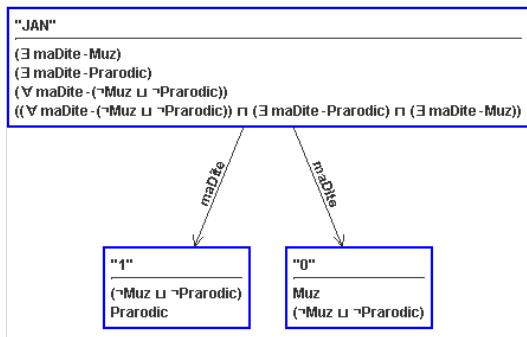 "JAN"
(∃ maDite - Muz)
(∃ maDite - Prarodic)
(∀ maDite - (¬Muz ⊔ ¬Prarodic))
((∀ maDite - (¬Muz ⊔ ¬Prarodic)) ⊓ (∃ maDite - Prarodic) ⊓ (∃ maDite - Muz))
maDite
maDite
"1"
(¬Muz ⊔ ¬Prarodic)
Prarodic
"0"
Muz
(¬Muz ⊔ ¬Prarodic)